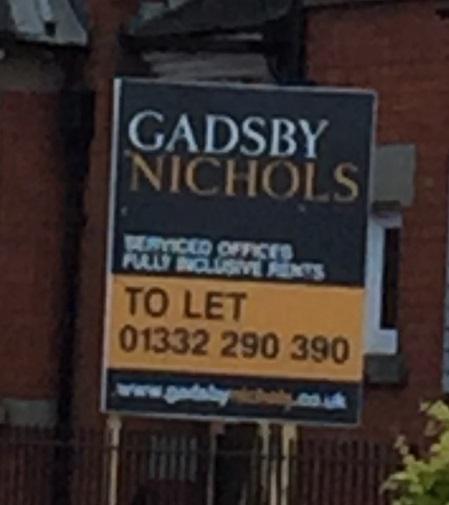 GADSBY
NICHOLS
SERVICED OFFICES
FULLY INCLUSIVE RENTS
TO LET
01332 290 390
www.gadsbynichols.co.uk